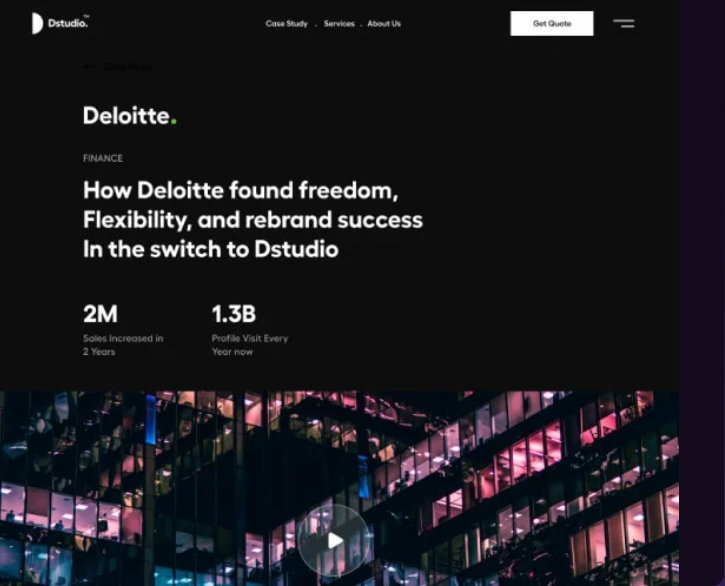 Dstudio.™
Case Study . Services . About Us
Get Quote
Case Study
Deloitte.
FINANCE
How Deloitte found freedom,
Flexibility, and rebrand success
In the switch to Dstudio
2M
Sales Increased in
2 Years
1.3B
Profile Visit Every
Year now